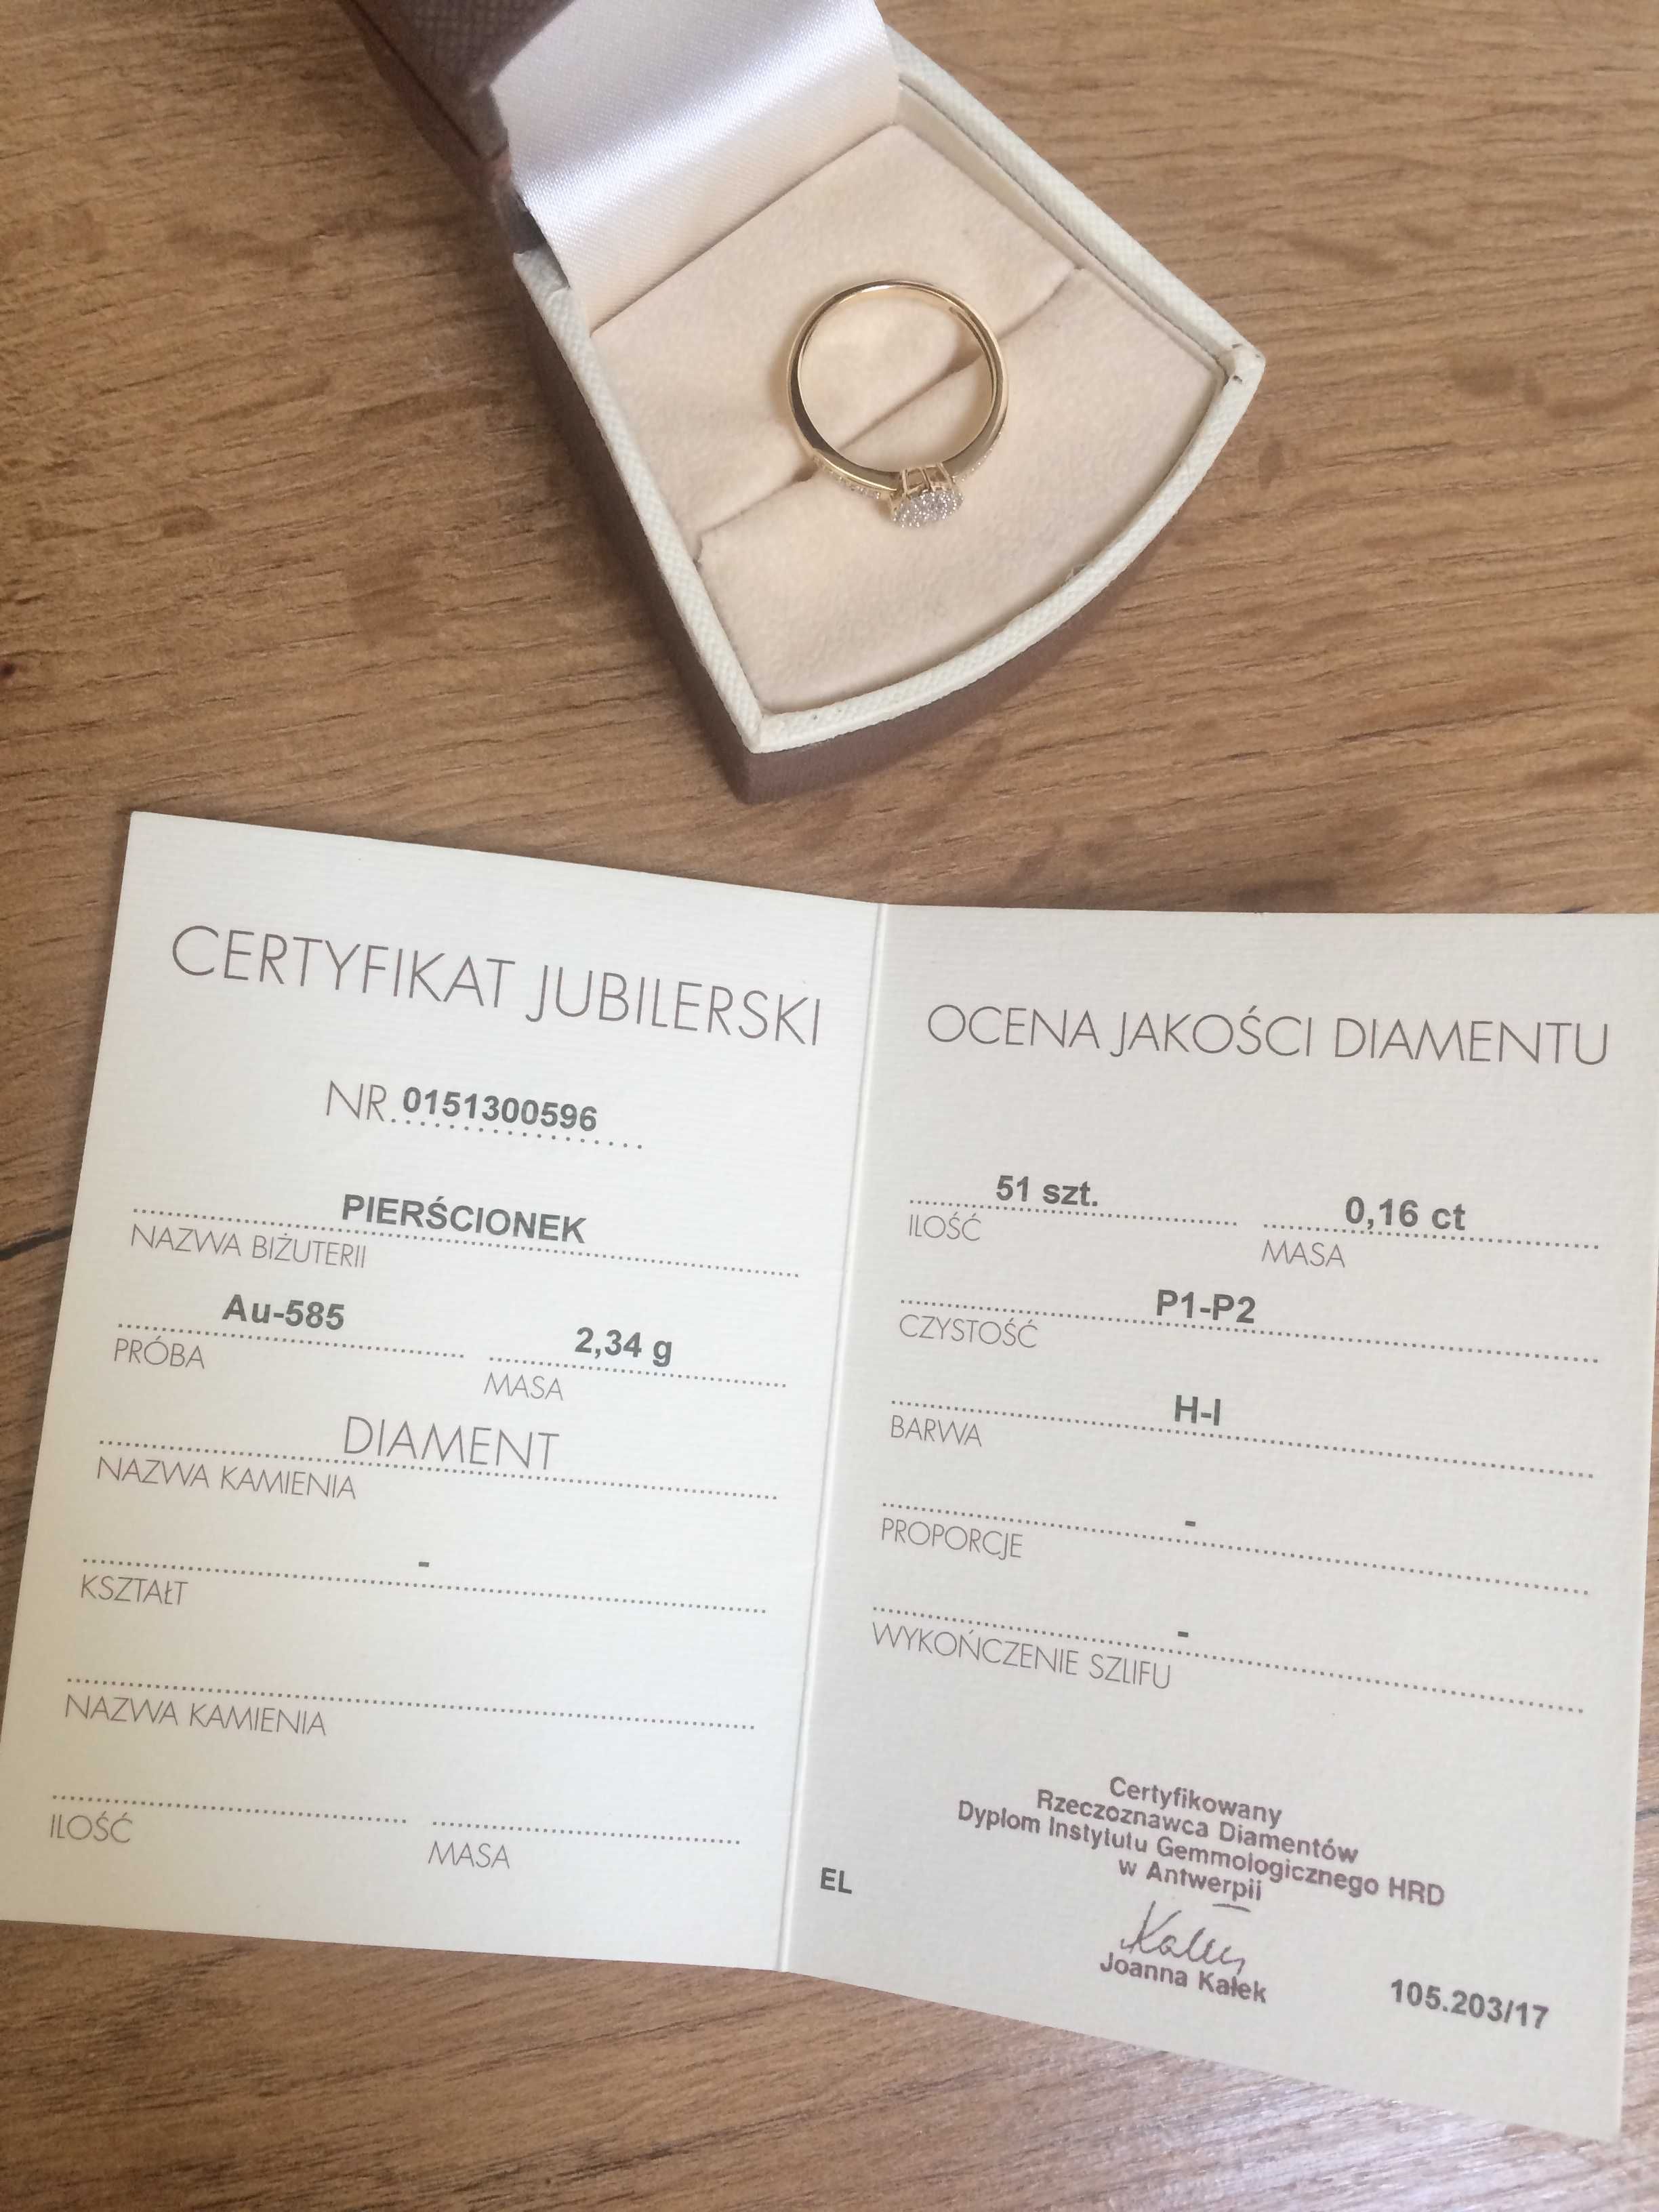 CERTYFIKAT JUBILERSKI
NR. 0151300596
PIERŚCIONEK
NAZWA BIŻUTERII
Au-585 2,34 g
PRÓBA MASA
DIAMENT
NAZWA KAMIENIA
-
KSZTAŁT
NAZWA KAMIENIA
ILOŚĆ MASA
OCENA JAKOŚCI DIAMENTU
51 szt. 0,16 ct
ILOŚĆ MASA
P1-P2
CZYSTOŚĆ
H-I
BARWA
-
PROPORCJE
-
WYKOŃCZENIE SZLIFU
Certyfikowany
Rzeczoznawca Diamentów
Dyplom Instytutu Gemmologicznego HRD
w Antwerpii
EL
Joanna Kałek
105.203/17